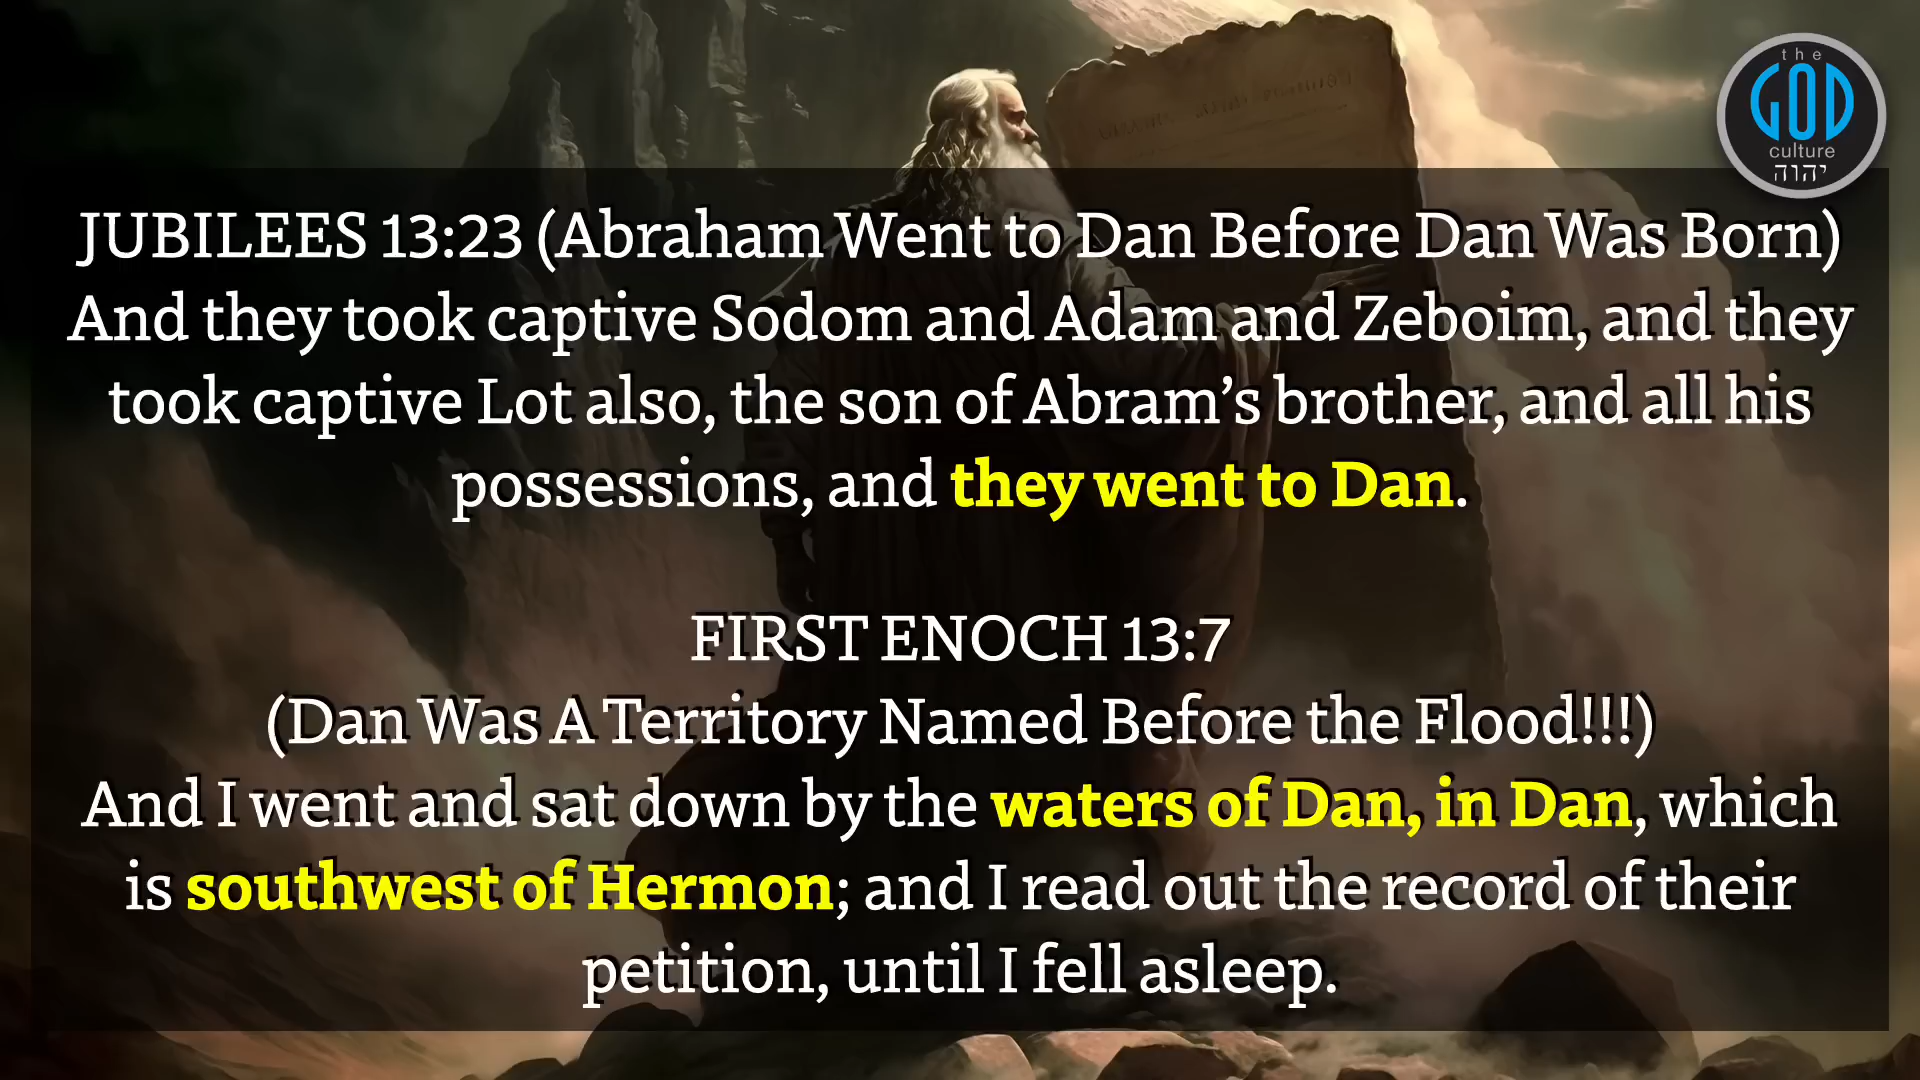 the
GOD
culture
יהוה
JUBILEES 13:23 (Abraham Went to Dan Before Dan Was Born)
And they took captive Sodom and Adam and Zeboim, and they
took captive Lot also, the son of Abram’s brother, and all his
possessions, and they went to Dan.
FIRST ENOCH 13:7
(Dan Was A Territory Named Before the Flood!!!)
And I went and sat down by the waters of Dan, in Dan, which
is southwest of Hermon; and I read out the record of their
petition, until I fell asleep.